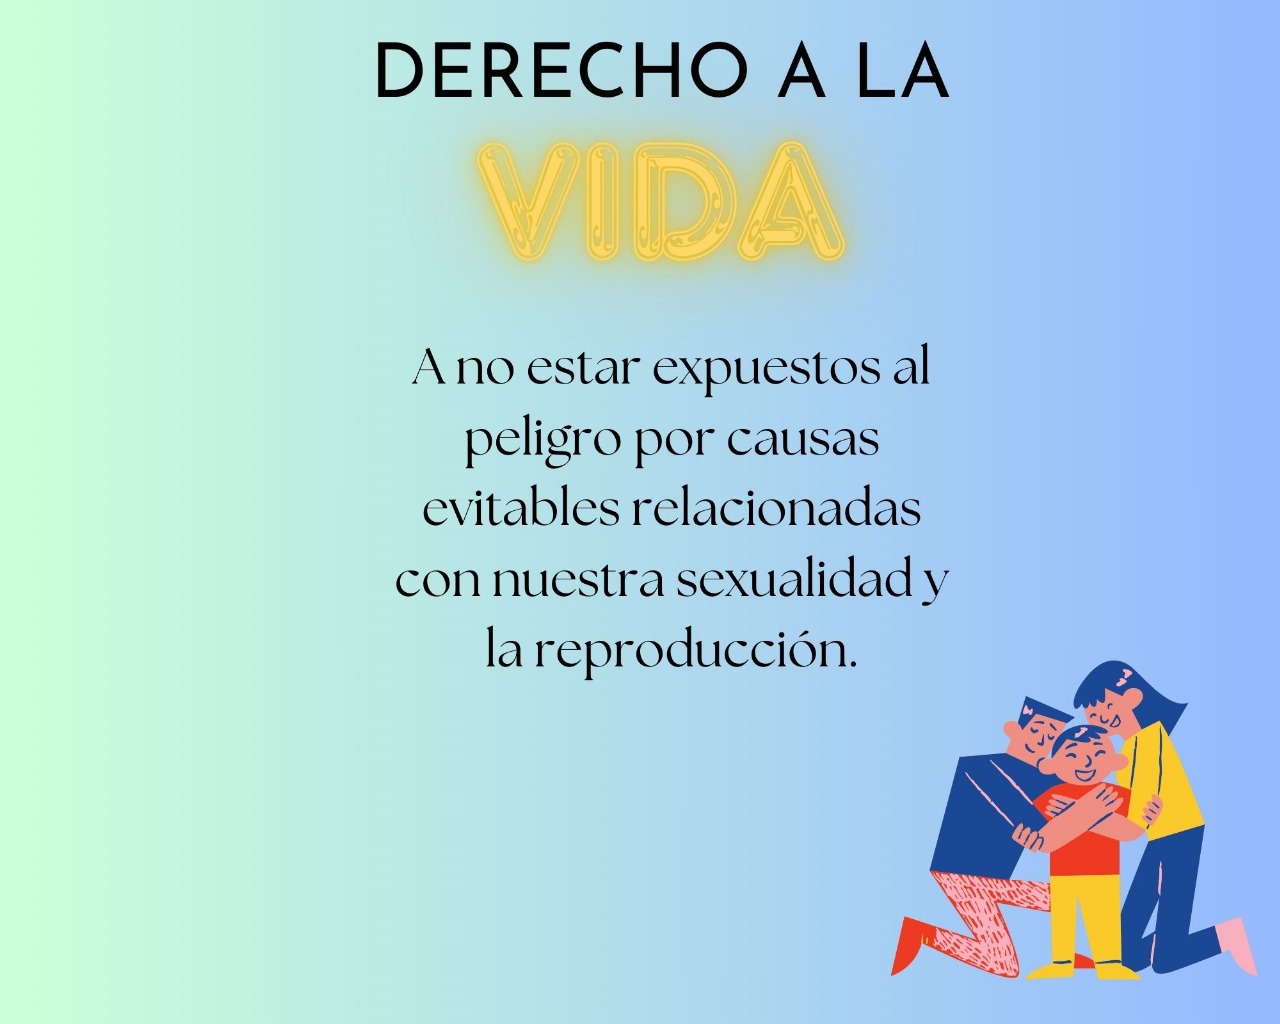 DERECHO A LA
VIDA
A no estar expuestos al
peligro por causas
evitables relacionadas
con nuestra sexualidad y
la reproducción.